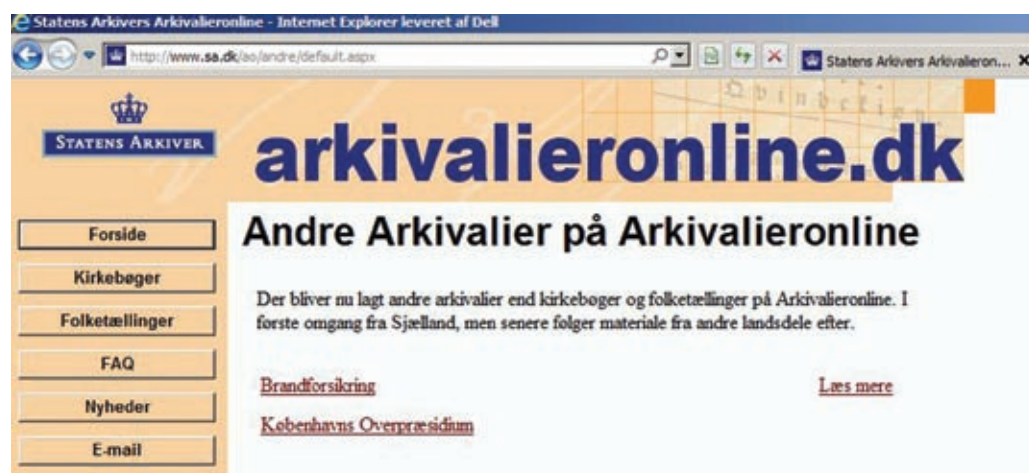 Statens Arkivers Arkivalieronline - Internet Explorer leveret af Dell
http://www.sa.dk/ao/andre/default.aspx
Statens Arkivers Arkivalieron...
STATENS ARKIVER
arkivalieronline.dk
Forside
Kirkebøger
Folketællinger
FAQ
Nyheder
E-mail
Andre Arkivalier på Arkivalieronline
Der bliver nu lagt andre arkivalier end kirkebøger og folketællinger på Arkivalieronline. I
første omgang fra Sjælland, men senere følger materiale fra andre landsdele efter.
Brandforsikring Læs mere
Københavns Overpræsidium